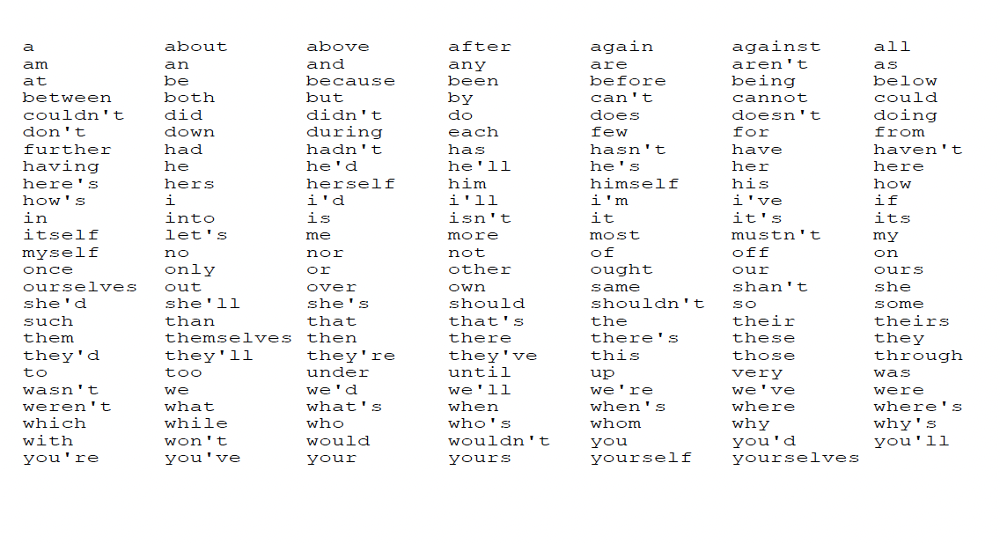 a about above after again against all
am an and any are aren't as
at be because been before being below
between both but by can't cannot could
couldn't did didn't do does doesn't doing
don't down during each few for from
further had hadn't has hasn't have haven't
having he he'd he'll he's her here
here's hers herself him himself his how
how's i i'd i'll i'm i've if
in into is isn't it it's its
itself let's me more most mustn't my
myself no nor not of off on
once only or other ought our ours
ourselves out over own same shan't she
she'd she'll she's should shouldn't so some
such than that that's the their theirs
them themselves then there there's these they
they'd they'll they're they've this those through
to too under until up very was
wasn't we we'd we'll we're we've were
weren't what what's when when's where where's
which while who who's whom why why's
with won't would wouldn't you you'd you'll
you're you've your yours yourself yourselves